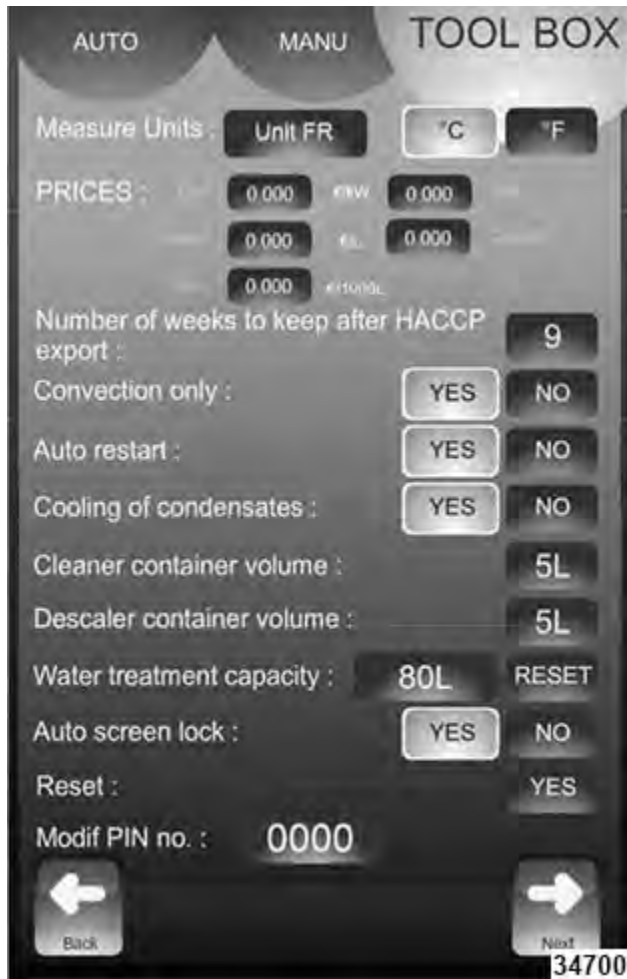 AUTO MANU TOOL BOX
Measure Units : Unit FR °C °F
PRICES : 0.000 €/kW 0.000
0.000 €/L 0.000
0.000 €/1000L
Number of weeks to keep after HACCP
export : 9
Convection only : YES NO
Auto restart : YES NO
Cooling of condensates : YES NO
Cleaner container volume : 5L
Descaler container volume : 5L
Water treatment capacity : 80L RESET
Auto screen lock : YES NO
Reset : YES
Modif PIN no. : 0000
Back Next
34700